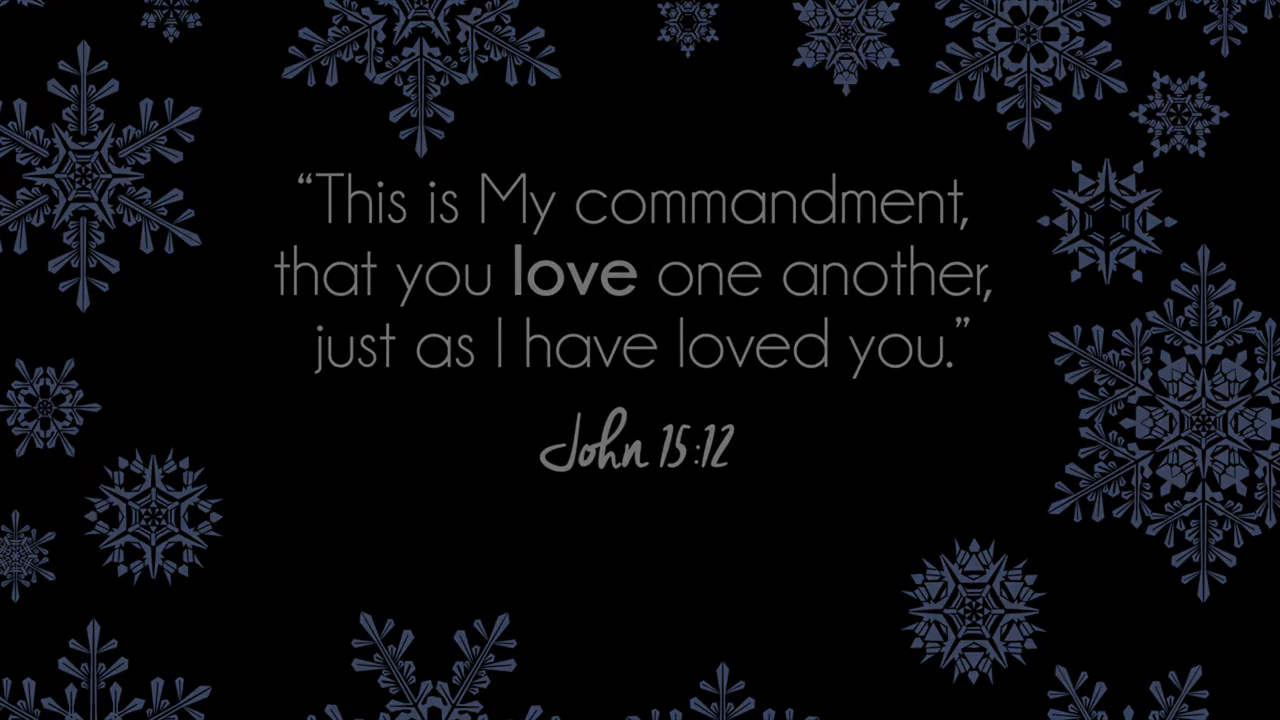 “This is My commandment,
that you love one another,
just as I have loved you.”
John 15:12